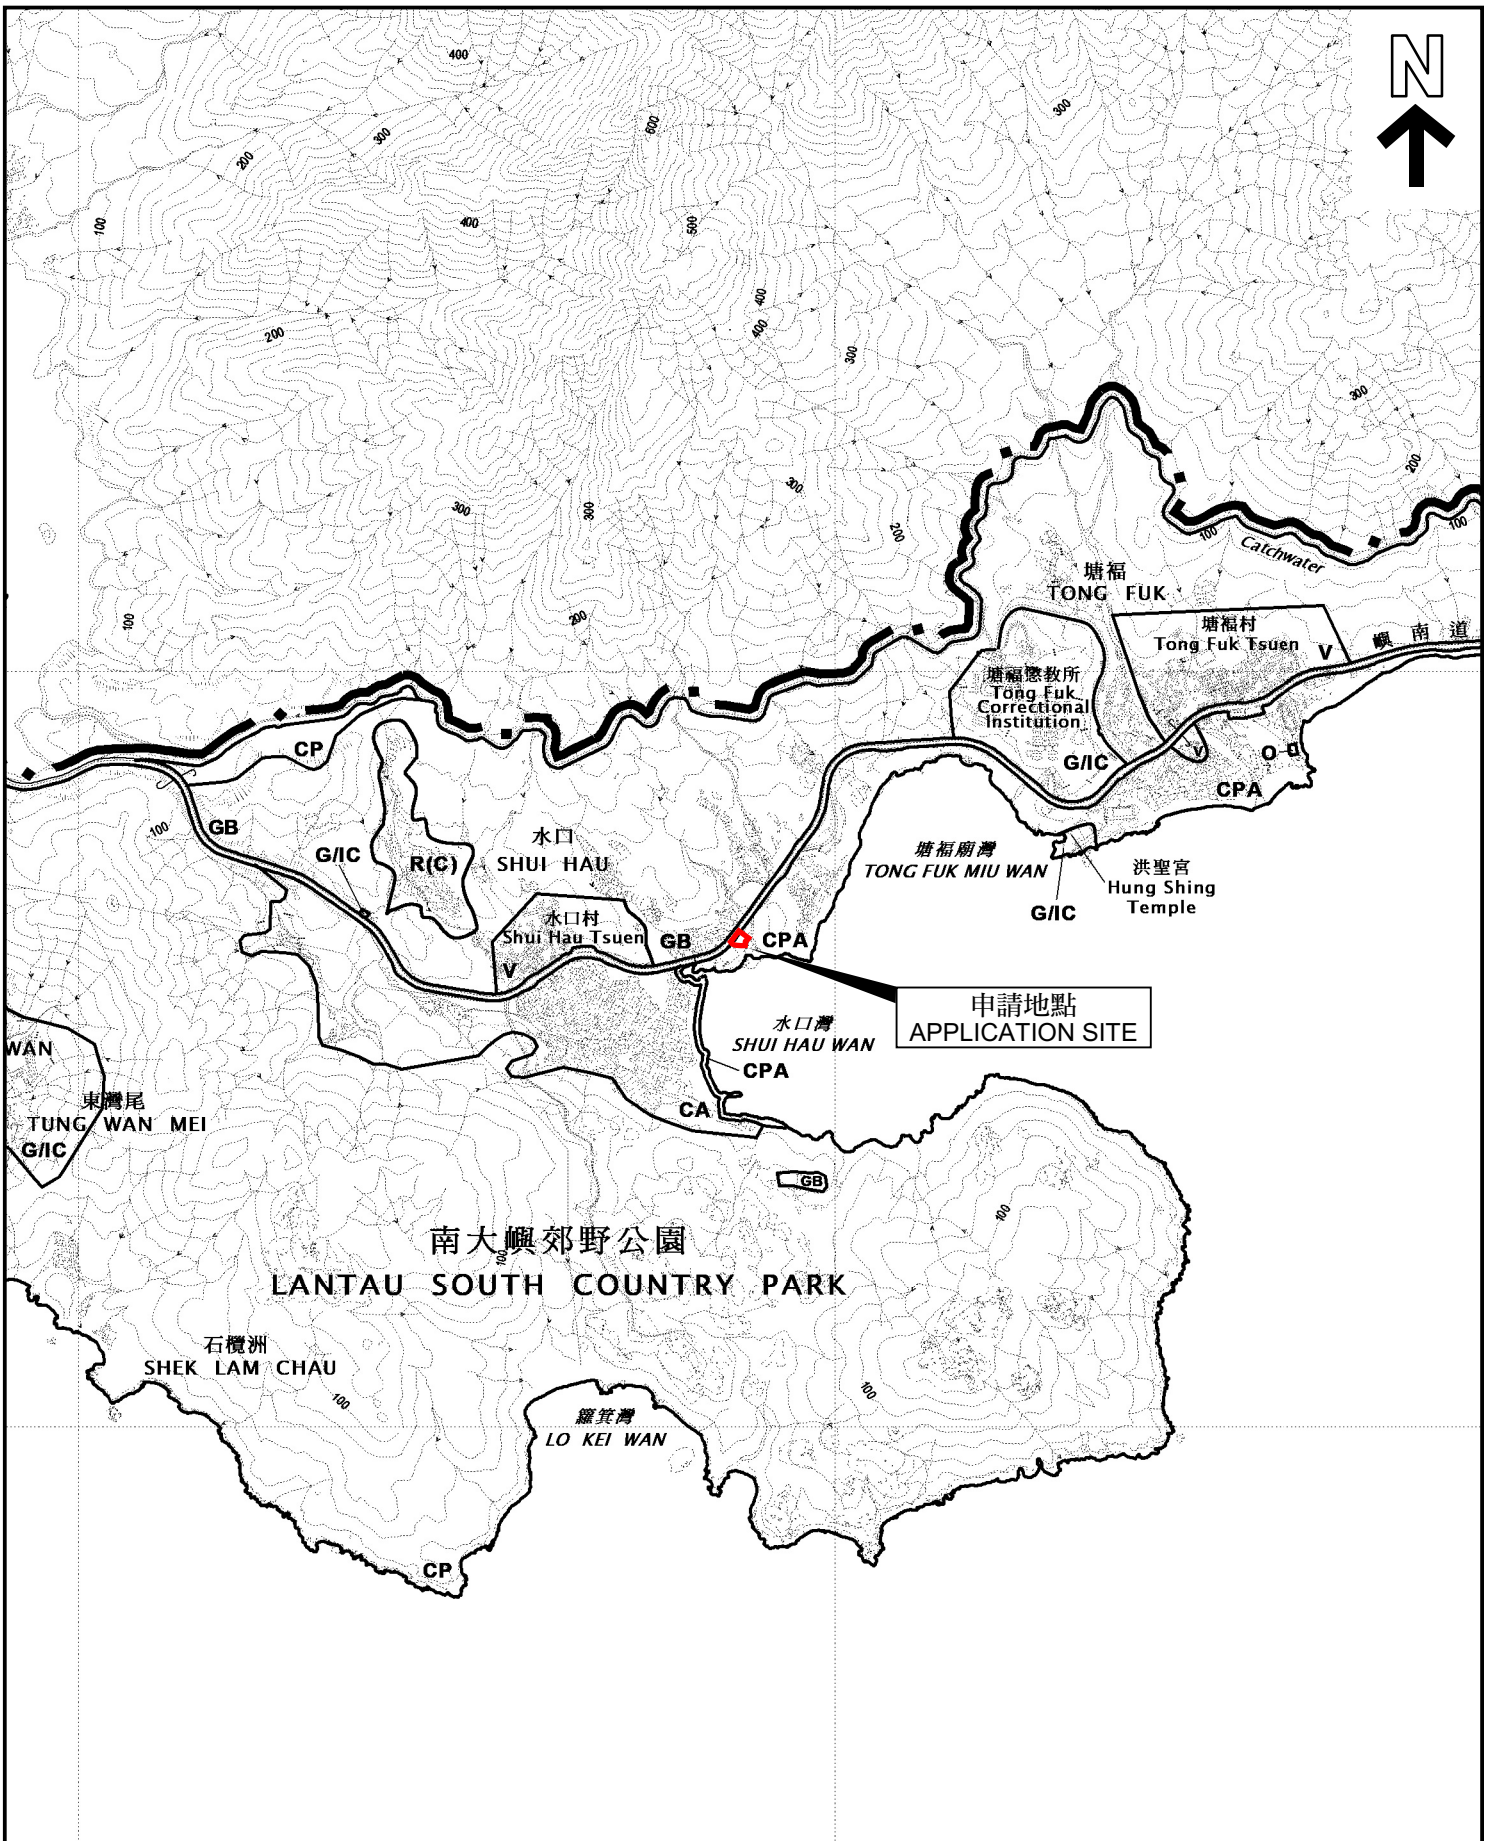 N
400
600
300
300
200
100
400
500
400
400
300
200
300
200
300
300
300
200
100
100
Catchwater
塘福
TONG FUK
塘福村
Tong Fuk Tsuen
V
嶼南道
100
200
塘福懲教所
Tong Fuk
Correctional
Institution
G/IC
V
O
CPA
CP
GB
100
G/IC
R(C)
水口
SHUI HAU
水口村
Shui Hau Tsuen
V
GB
CPA
塘福廟灣
TONG FUK MIU WAN
G/IC
洪聖宮
Hung Shing
Temple
申請地點
APPLICATION SITE
水口灣
SHUI HAU WAN
CPA
CA
WAN
東灣尾
TUNG WAN MEI
G/IC
GB
100
南大嶼郊野公園
100
LANTAU SOUTH COUNTRY PARK
石欖洲
SHEK LAM CHAU
100
100
籮箕灣
LO KEI WAN
CP